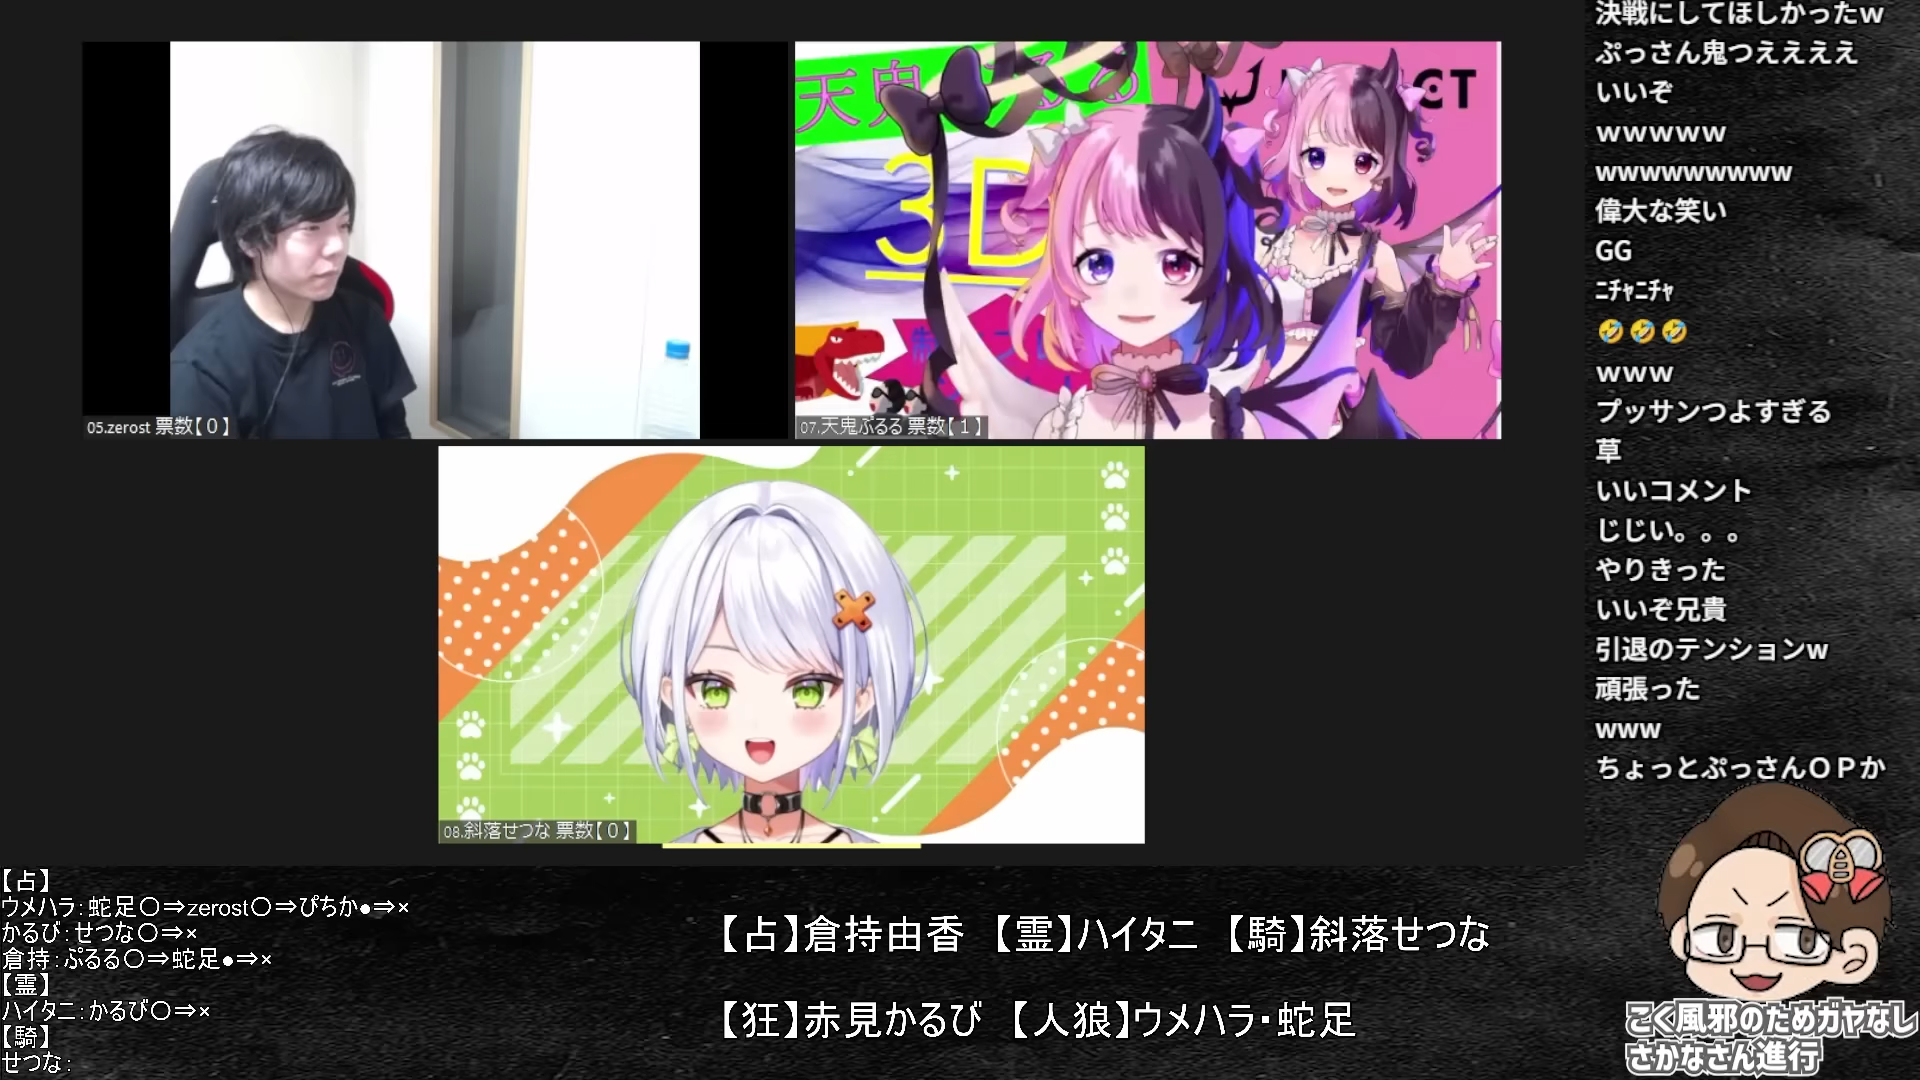 天鬼ぷるる
3D
CT
05.zerost 票数【0】
07.天鬼ぷるる 票数【1】
08.斜落せつな 票数【0】
決戦にしてほしかったw
ぷっさん鬼つええええ
いいぞ
ｗｗｗｗｗ
wwwwwwwww
偉大な笑い
GG
ﾆﾁｬﾆﾁｬ
🤣🤣🤣
ｗｗｗ
プッサンつよすぎる
草
いいコメント
じじい。。。
やりきった
いいぞ兄貴
引退のテンションw
頑張った
www
ちょっとぷっさんＯＰか
【占】
ウメハラ：蛇足〇⇒zerost〇⇒ぴちか●⇒×
かるび：せつな〇⇒×
倉持：ぷるる〇⇒蛇足●⇒×
【霊】
ハイタニ：かるび〇⇒×
【騎】
せつな：
【占】倉持由香 【霊】ハイタニ 【騎】斜落せつな
【狂】赤見かるび 【人狼】ウメハラ・蛇足
こく風邪のためガヤなし
さかなさん進行